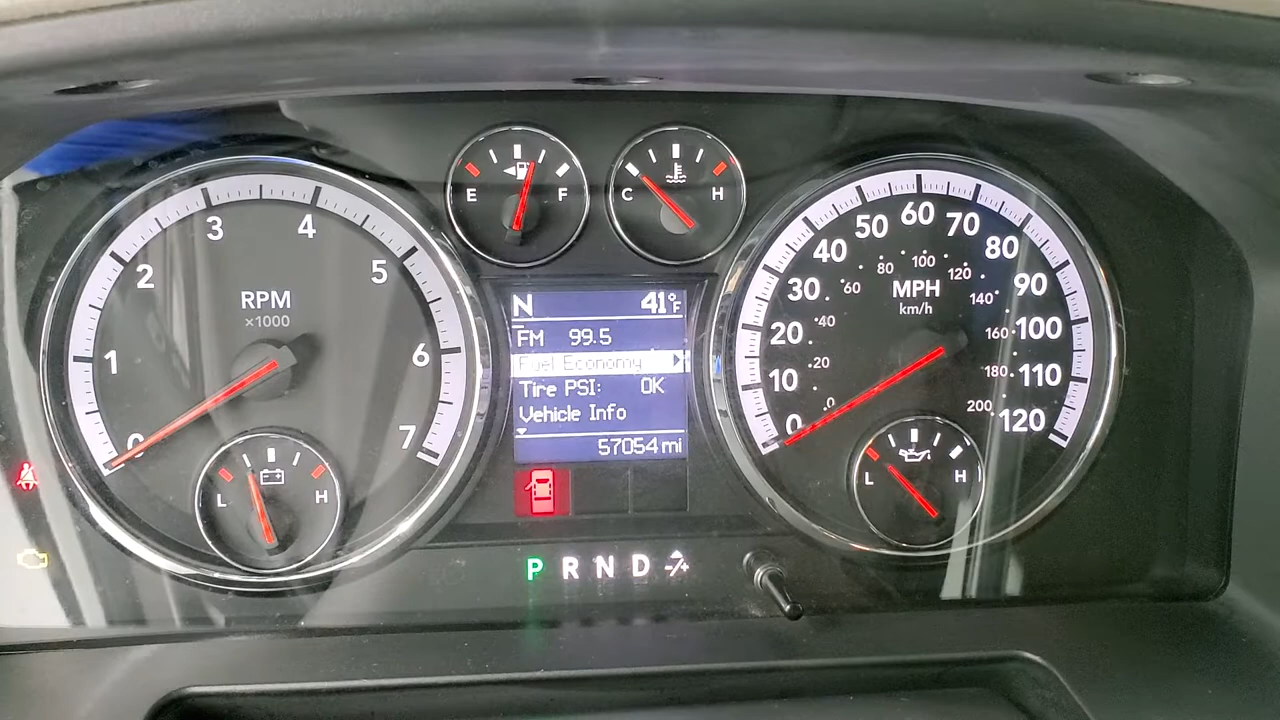 E F
C H
0 1 2 3 4 5 6 7
RPM
×1000
L H
N 41°F
FM 99.5
Fuel Economy
Tire PSI: OK
Vehicle Info
57054 mi
P R N D -/+
0 10 20 30 40 50 60 70 80 90 100 110 120
MPH
km/h
0 20 40 60 80 100 120 140 160 180 200
L H